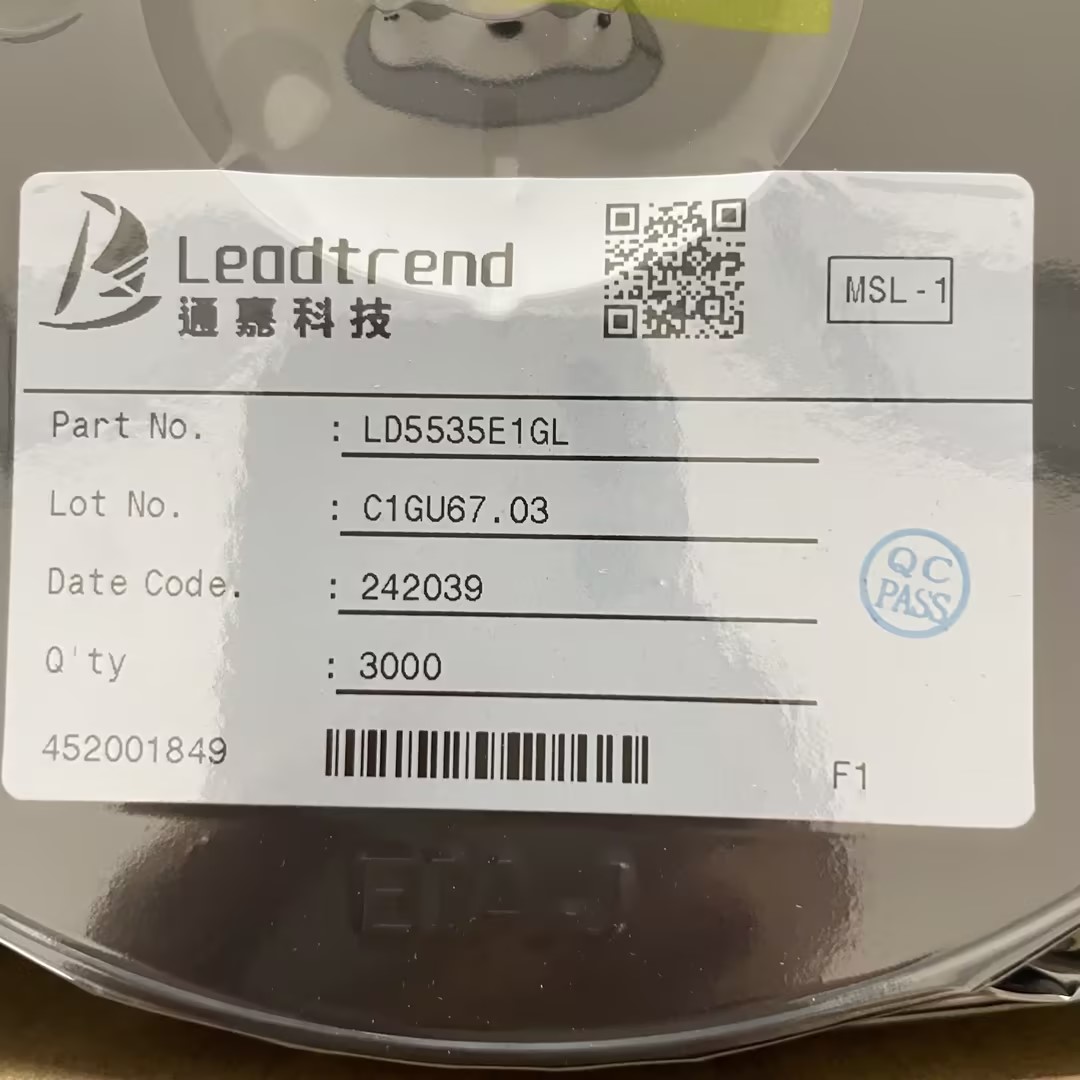 Leadtrend
通嘉科技
MSL-1
Part No. : LD5535E1GL
Lot No. : C1GU67.03
Date Code. : 242039
Q'ty : 3000
QC
PASS
452001849
F1
EIA-J